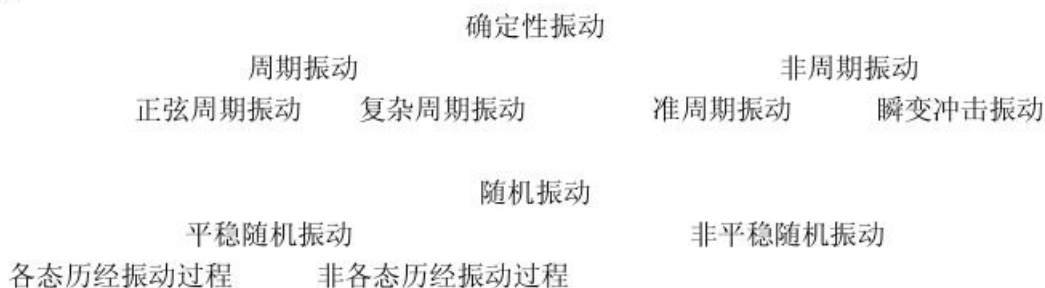 确定性振动
周期振动 非周期振动
正弦周期振动 复杂周期振动 准周期振动 瞬变冲击振动
随机振动
平稳随机振动 非平稳随机振动
各态历经振动过程 非各态历经振动过程